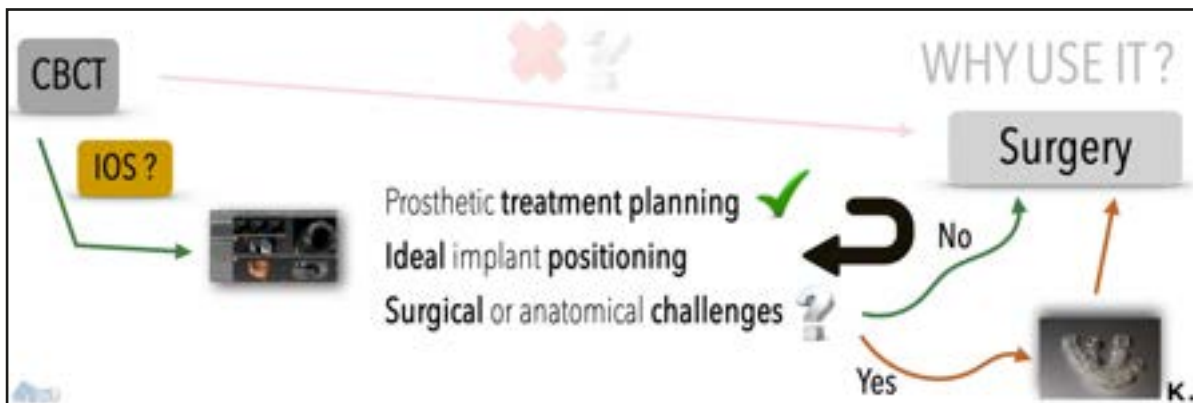 CBCT
WHY USE IT?
Surgery
IOS ?
Prosthetic treatment planning
Ideal implant positioning
No
Surgical or anatomical challenges
Yes
K.